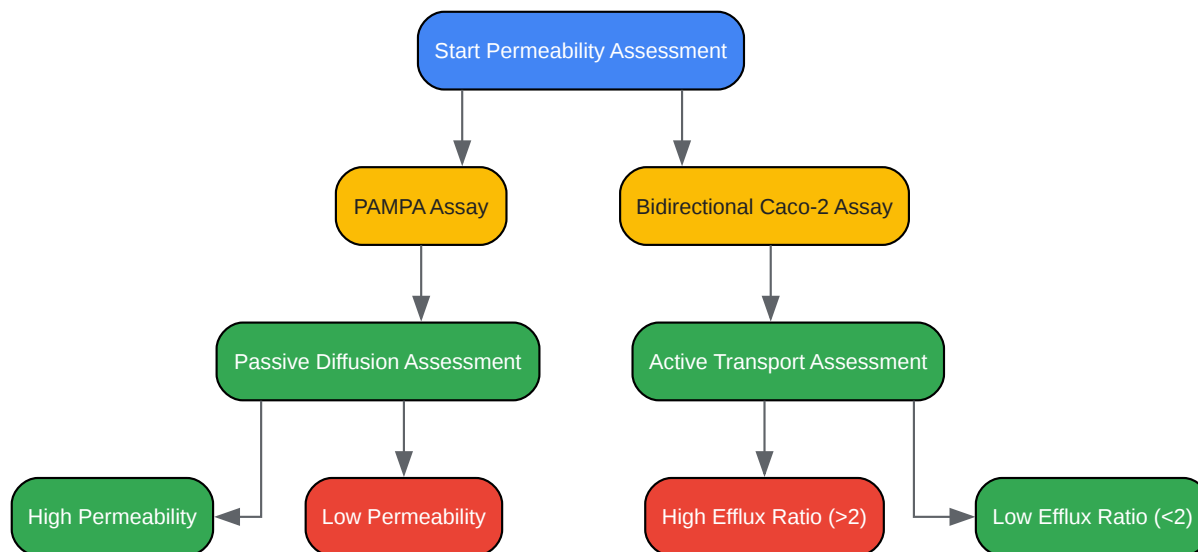 Start Permeability Assessment
PAMPA Assay
Bidirectional Caco-2 Assay
Passive Diffusion Assessment
Active Transport Assessment
High Permeability
Low Permeability
High Efflux Ratio (>2)
Low Efflux Ratio (<2)